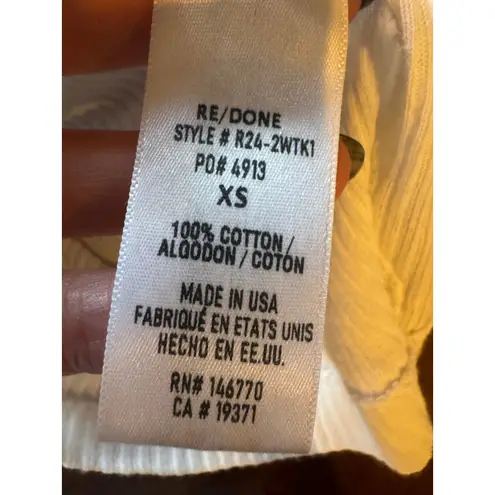 RE/DONE
STYLE # R24-2WTK1
PO# 4913
XS
100% COTTON/
ALGODON/COTON
MADE IN USA
FABRIQUÉ EN ETATS UNIS
HECHO EN EE.UU.
RN# 146770
CA # 19371